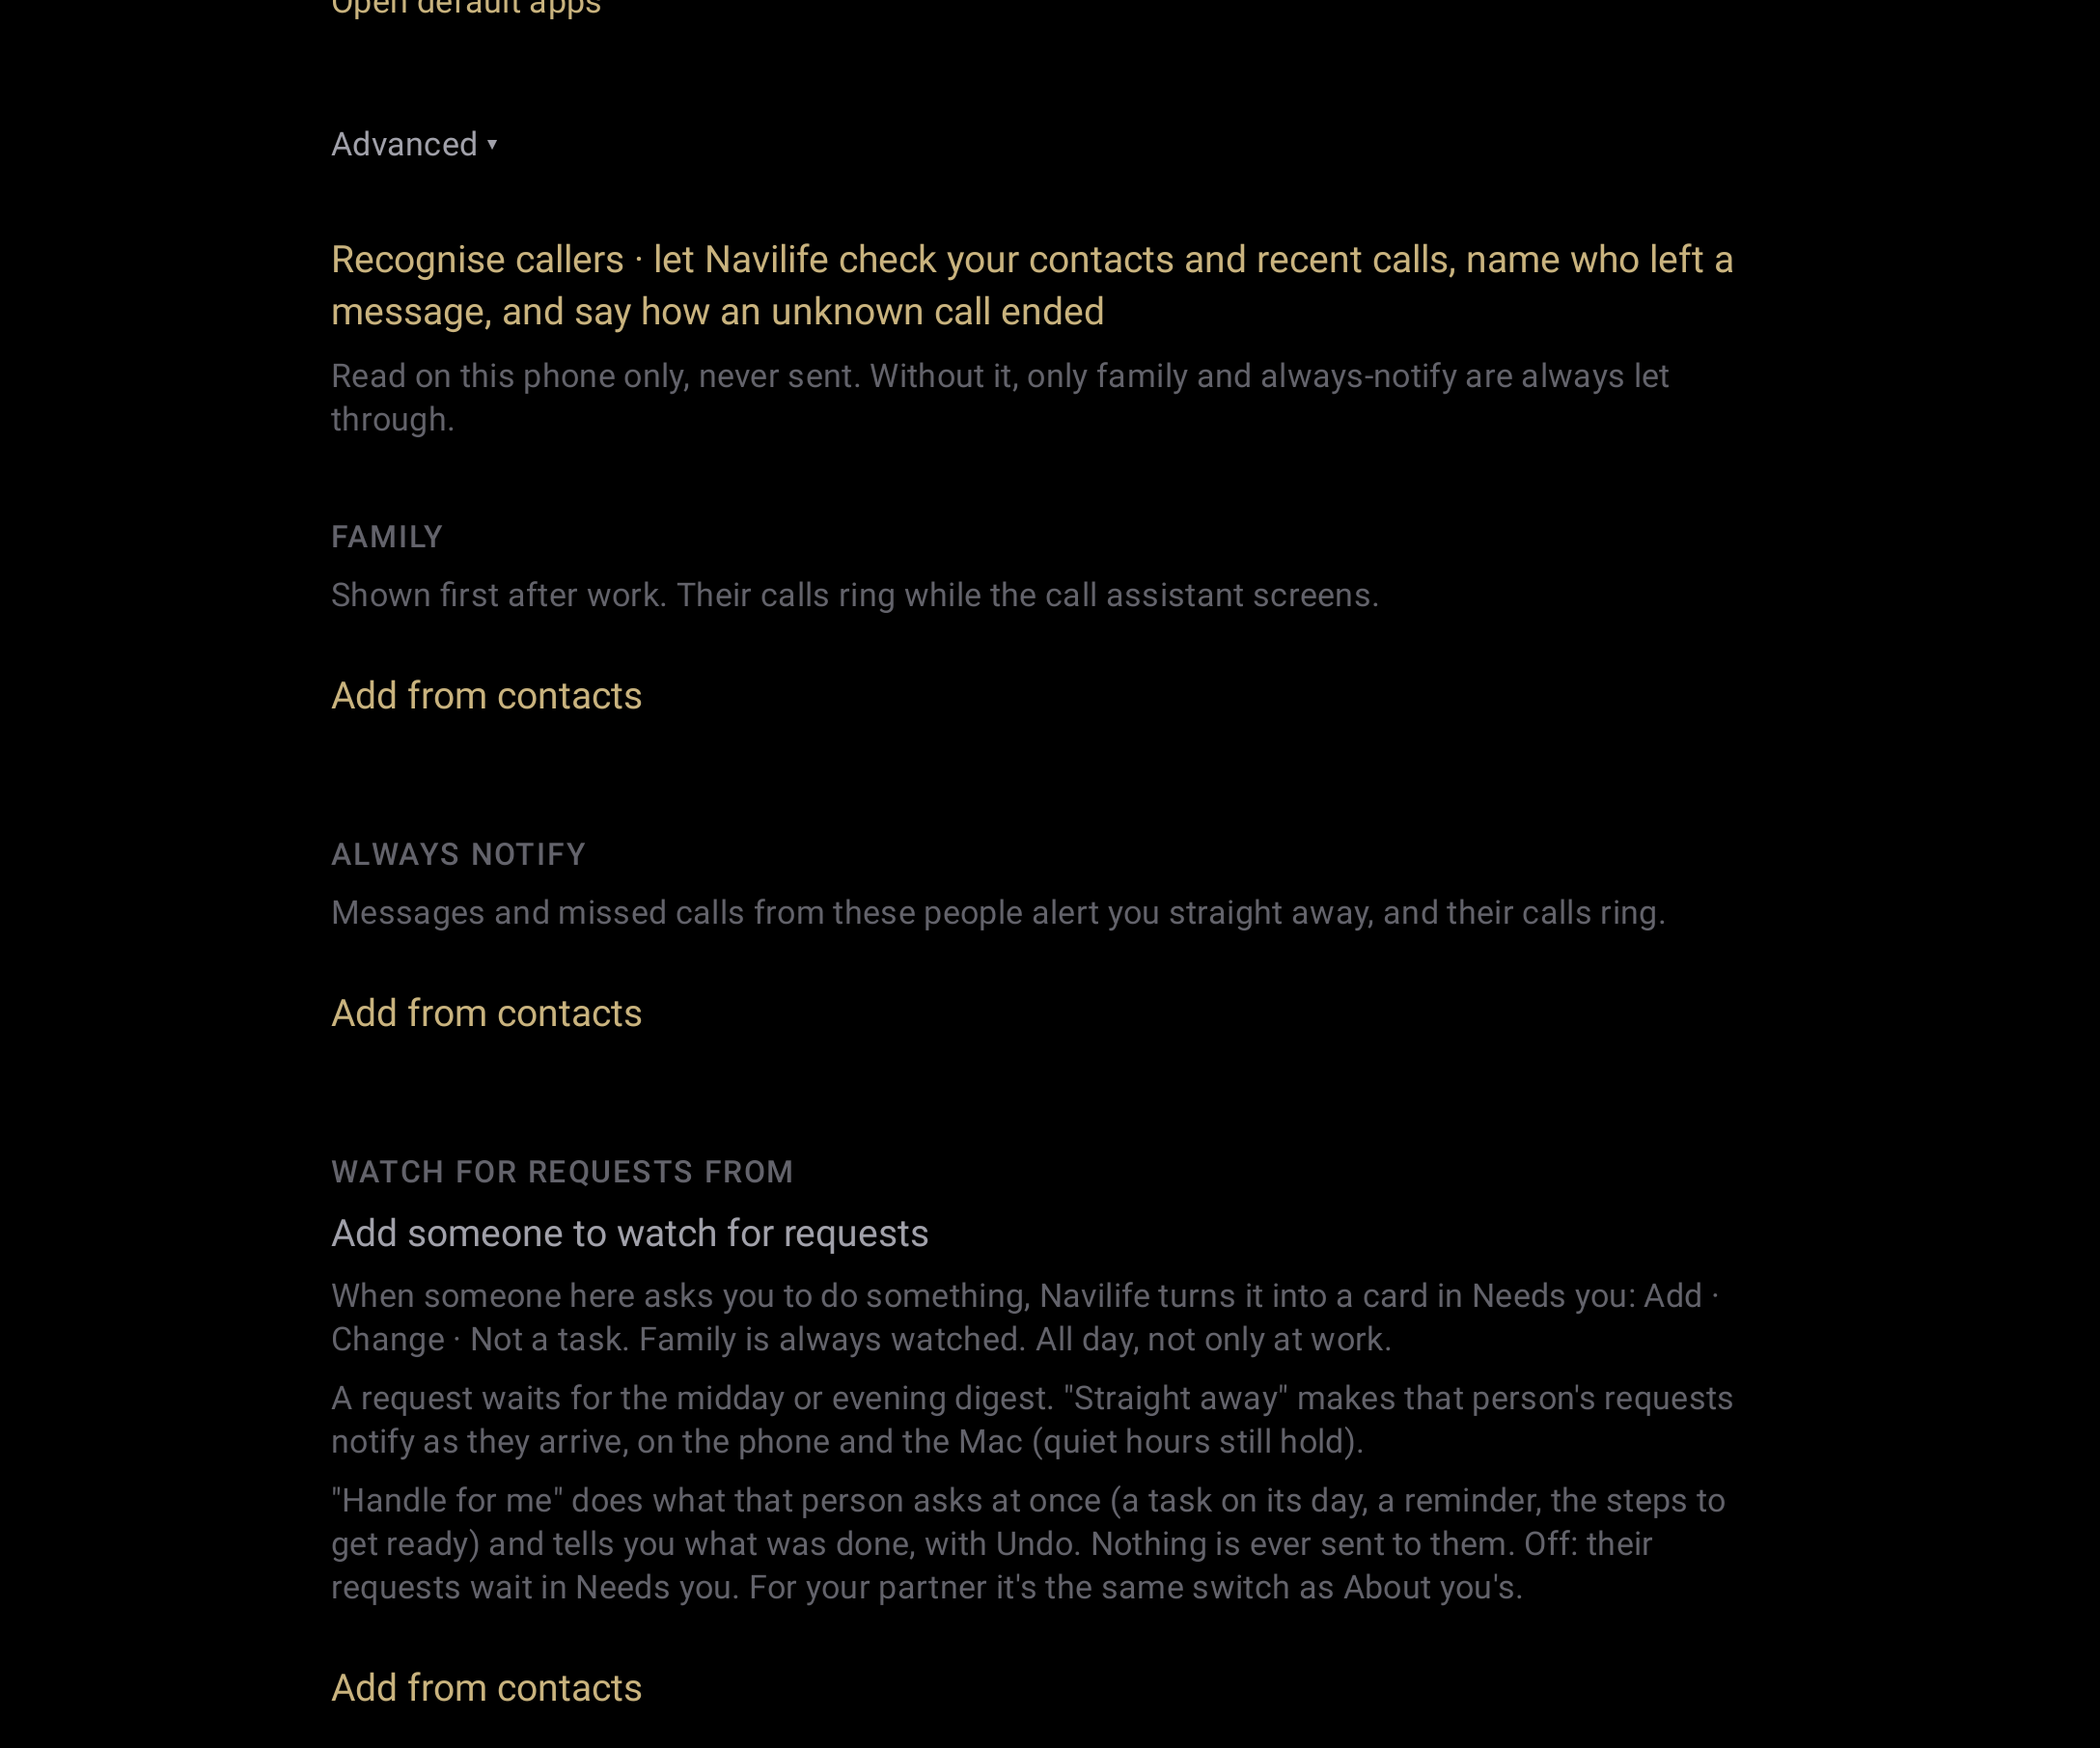 Open default apps
Advanced ▾
Recognise callers · let Navilife check your contacts and recent calls, name who left a
message, and say how an unknown call ended
Read on this phone only, never sent. Without it, only family and always-notify are always let
through.
FAMILY
Shown first after work. Their calls ring while the call assistant screens.
Add from contacts
ALWAYS NOTIFY
Messages and missed calls from these people alert you straight away, and their calls ring.
Add from contacts
WATCH FOR REQUESTS FROM
Add someone to watch for requests
When someone here asks you to do something, Navilife turns it into a card in Needs you: Add ·
Change · Not a task. Family is always watched. All day, not only at work.
A request waits for the midday or evening digest. "Straight away" makes that person's requests
notify as they arrive, on the phone and the Mac (quiet hours still hold).
"Handle for me" does what that person asks at once (a task on its day, a reminder, the steps to
get ready) and tells you what was done, with Undo. Nothing is ever sent to them. Off: their
requests wait in Needs you. For your partner it's the same switch as About you's.
Add from contacts